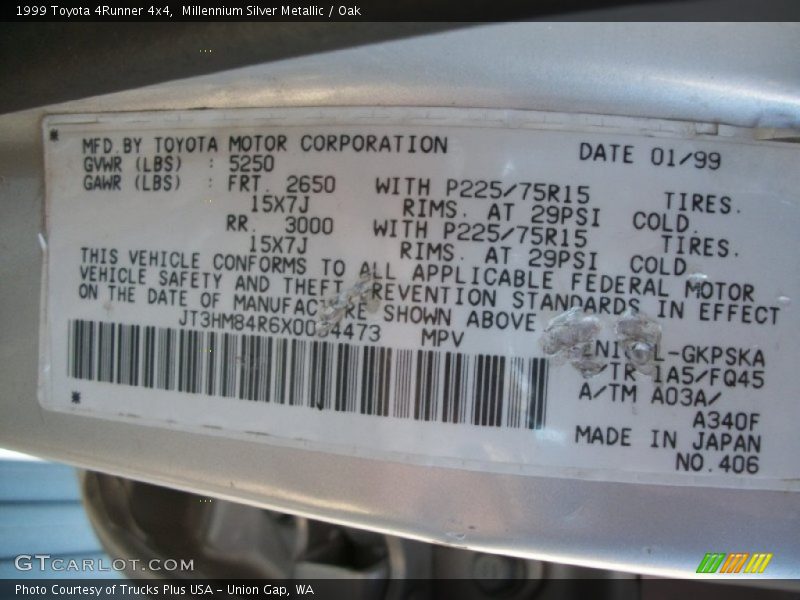 1999 Toyota 4Runner 4x4, Millennium Silver Metallic / Oak
MFD. BY TOYOTA MOTOR CORPORATION DATE 01/99
GVWR (LBS) : 5250
GAWR (LBS) : FRT. 2650 WITH P225/75R15 TIRES.
15X7J RIMS. AT 29PSI COLD.
RR. 3000 WITH P225/75R15 TIRES.
15X7J RIMS. AT 29PSI COLD.
THIS VEHICLE CONFORMS TO ALL APPLICABLE FEDERAL MOTOR
VEHICLE SAFETY AND THEFT PREVENTION STANDARDS IN EFFECT
ON THE DATE OF MANUFACTURE SHOWN ABOVE
MPV
-GKPSKA
/TR 1A5/FQ45
A/TM A03A/
A340F
MADE IN JAPAN
NO. 406
GTCARLOT.COM
Photo Courtesy of Trucks Plus USA – Union Gap, WA